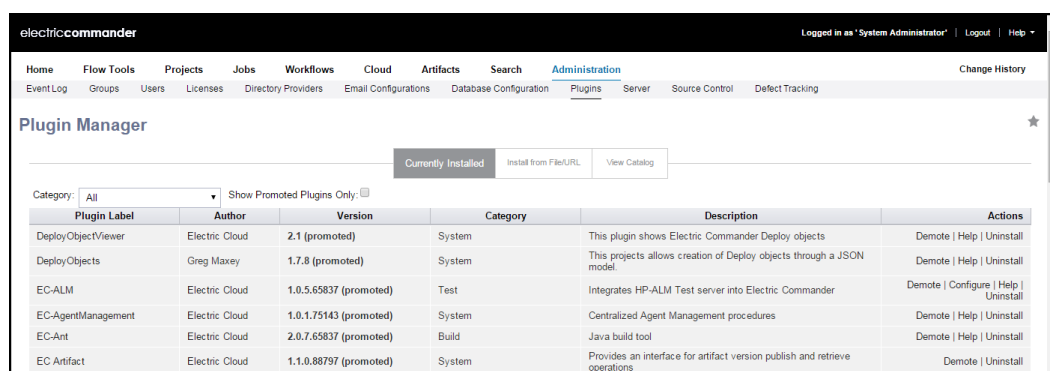 electriccommander Logged in as 'System Administrator' | Logout | Help
Home Flow Tools Projects Jobs Workflows Cloud Artifacts Search Administration Change History
Event Log Groups Users Licenses Directory Providers Email Configurations Database Configuration Plugins Server Source Control Defect Tracking
Plugin Manager
Currently Installed Install from File/URL View Catalog
Category: All Show Promoted Plugins Only:
Plugin Label Author Version Category Description Actions
DeployObjectViewer Electric Cloud 2.1 (promoted) System This plugin shows Electric Commander Deploy objects Demote | Help | Uninstall
DeployObjects Greg Maxey 1.7.8 (promoted) System This projects allows creation of Deploy objects through a JSON Demote | Help | Uninstall
model.
EC-ALM Electric Cloud 1.0.5.65837 (promoted) Test Integrates HP-ALM Test server into Electric Commander Demote | Configure | Help |
Uninstall
EC-AgentManagement Electric Cloud 1.0.1.75143 (promoted) System Centralized Agent Management procedures Demote | Help | Uninstall
EC-Ant Electric Cloud 2.0.7.65837 (promoted) Build Java build tool Demote | Help | Uninstall
EC Artifact Electric Cloud 1.1.0.88797 (promoted) System Provides an interface for artifact version publish and retrieve Demote | Uninstall
operations